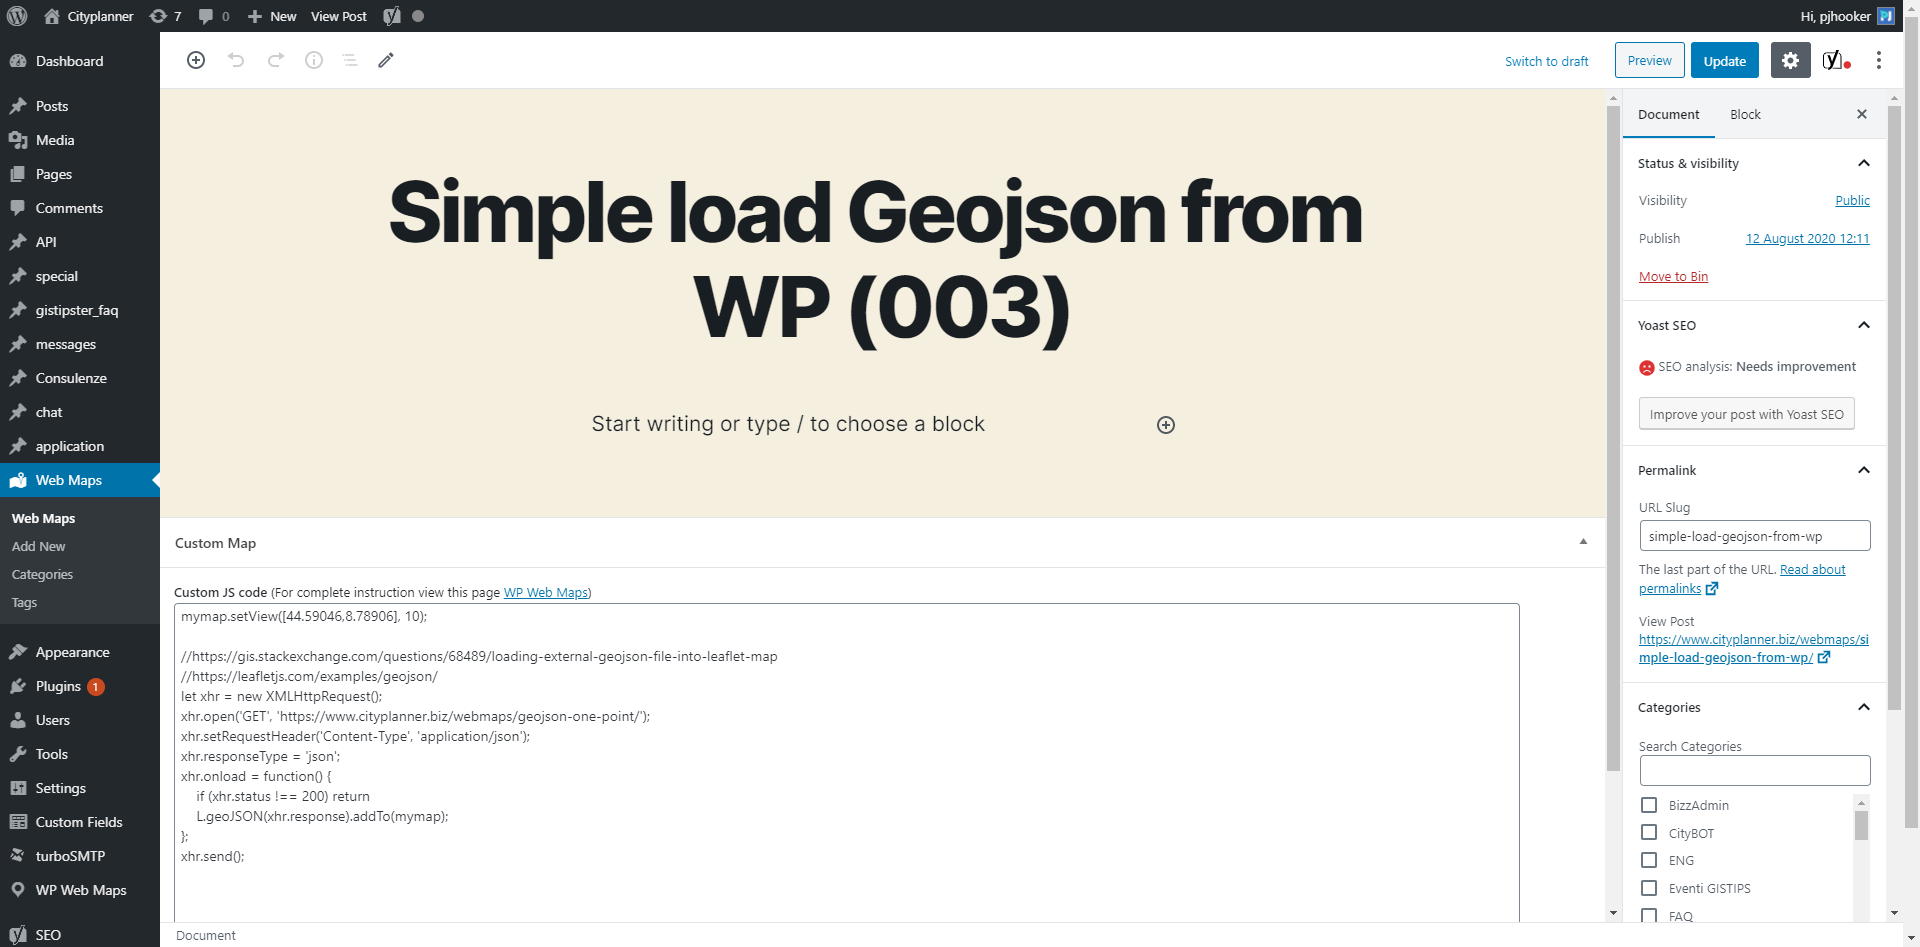 Cityplanner
7
0
New
View Post
Hi, pjhooker
Dashboard
Posts
Media
Pages
Comments
API
special
gistipster_faq
messages
Consulenze
chat
application
Web Maps
Web Maps
Add New
Categories
Tags
Appearance
Plugins 1
Users
Tools
Settings
Custom Fields
turboSMTP
WP Web Maps
SEO
Switch to draft
Preview
Update
Simple load Geojson from
WP (003)
Start writing or type / to choose a block
Custom Map
Custom JS code (For complete instruction view this page WP Web Maps)
mymap.setView([44.59046,8.78906], 10);
//https://gis.stackexchange.com/questions/68489/loading-external-geojson-file-into-leaflet-map
//https://leafletjs.com/examples/geojson/
let xhr = new XMLHttpRequest();
xhr.open('GET', 'https://www.cityplanner.biz/webmaps/geojson-one-point/');
xhr.setRequestHeader('Content-Type', 'application/json');
xhr.responseType = 'json';
xhr.onload = function() {
if (xhr.status !== 200) return
L.geoJSON(xhr.response).addTo(mymap);
};
xhr.send();
Document
Document
Block
Status & visibility
Visibility
Public
Publish
12 August 2020 12:11
Move to Bin
Yoast SEO
SEO analysis: Needs improvement
Improve your post with Yoast SEO
Permalink
URL Slug
simple-load-geojson-from-wp
The last part of the URL. Read about
permalinks
View Post
https://www.cityplanner.biz/webmaps/si
mple-load-geojson-from-wp/
Categories
Search Categories
BizzAdmin
CityBOT
ENG
Eventi GISTIPS
FAQ